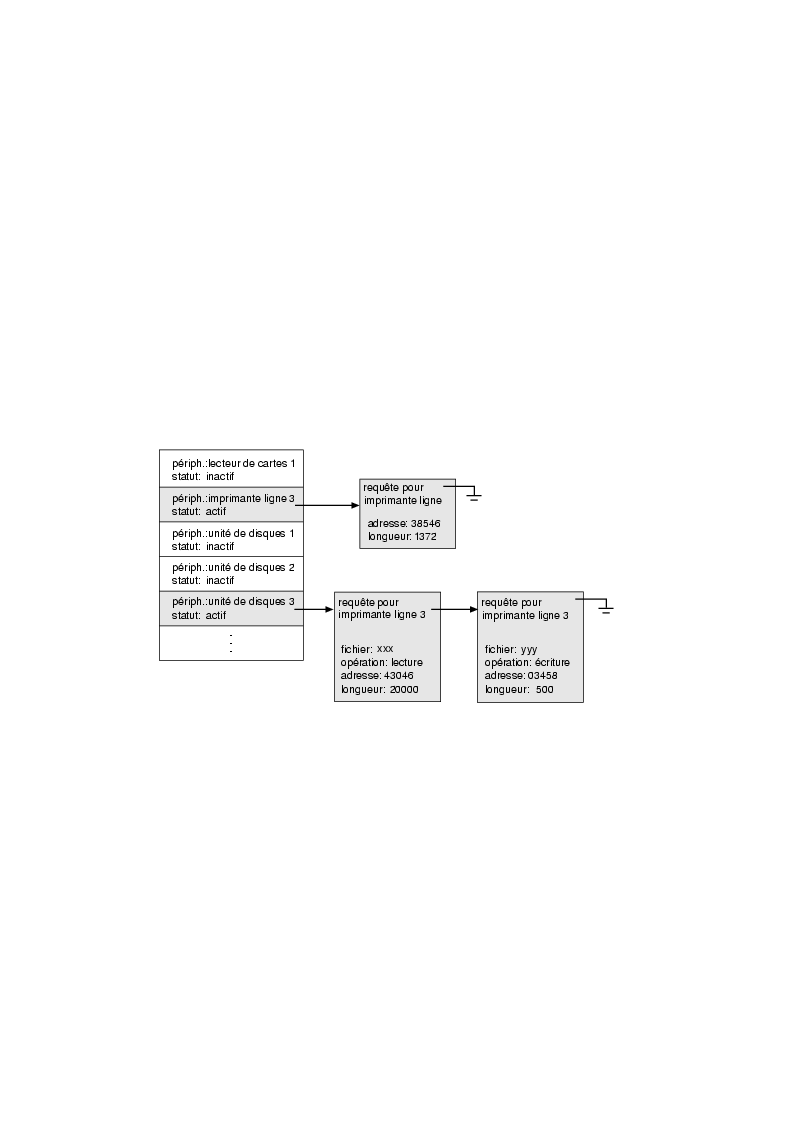 périph.:lecteur de cartes 1
statut: inactif
périph.:imprimante ligne 3
statut: actif
périph.:unité de disques 1
statut: inactif
périph.:unité de disques 2
statut: inactif
périph.:unité de disques 3
statut: actif
requête pour
imprimante ligne
adresse: 38546
longueur: 1372
requête pour
imprimante ligne 3
fichier: xxx
opération: lecture
adresse: 43046
longueur: 20000
requête pour
imprimante ligne 3
fichier: yyy
opération: écriture
adresse: 03458
longueur: 500